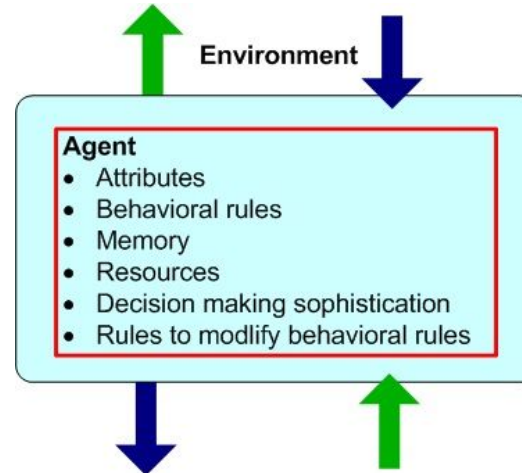 Environment
Agent
• Attributes
• Behavioral rules
• Memory
• Resources
• Decision making sophistication
• Rules to modlify behavioral rules